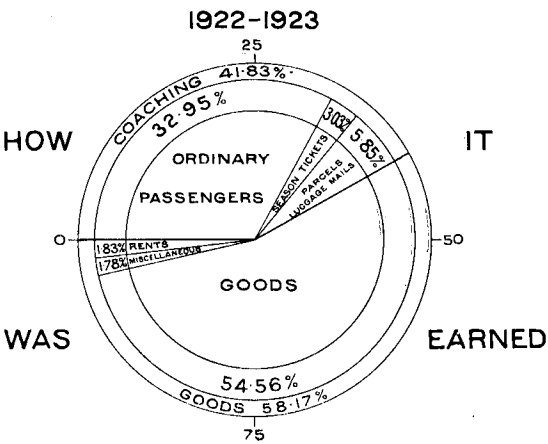 1922-1923
25
COACHING 41·83%
32·95%
3·03%
5·85%
HOW
IT
ORDINARY
PASSENGERS
SEASON TICKETS
PARCELS
LUGGAGE MAILS
0
50
1·83% RENTS
1·78% MISCELLANEOUS
GOODS
WAS
EARNED
54·56%
GOODS 58·17%
75